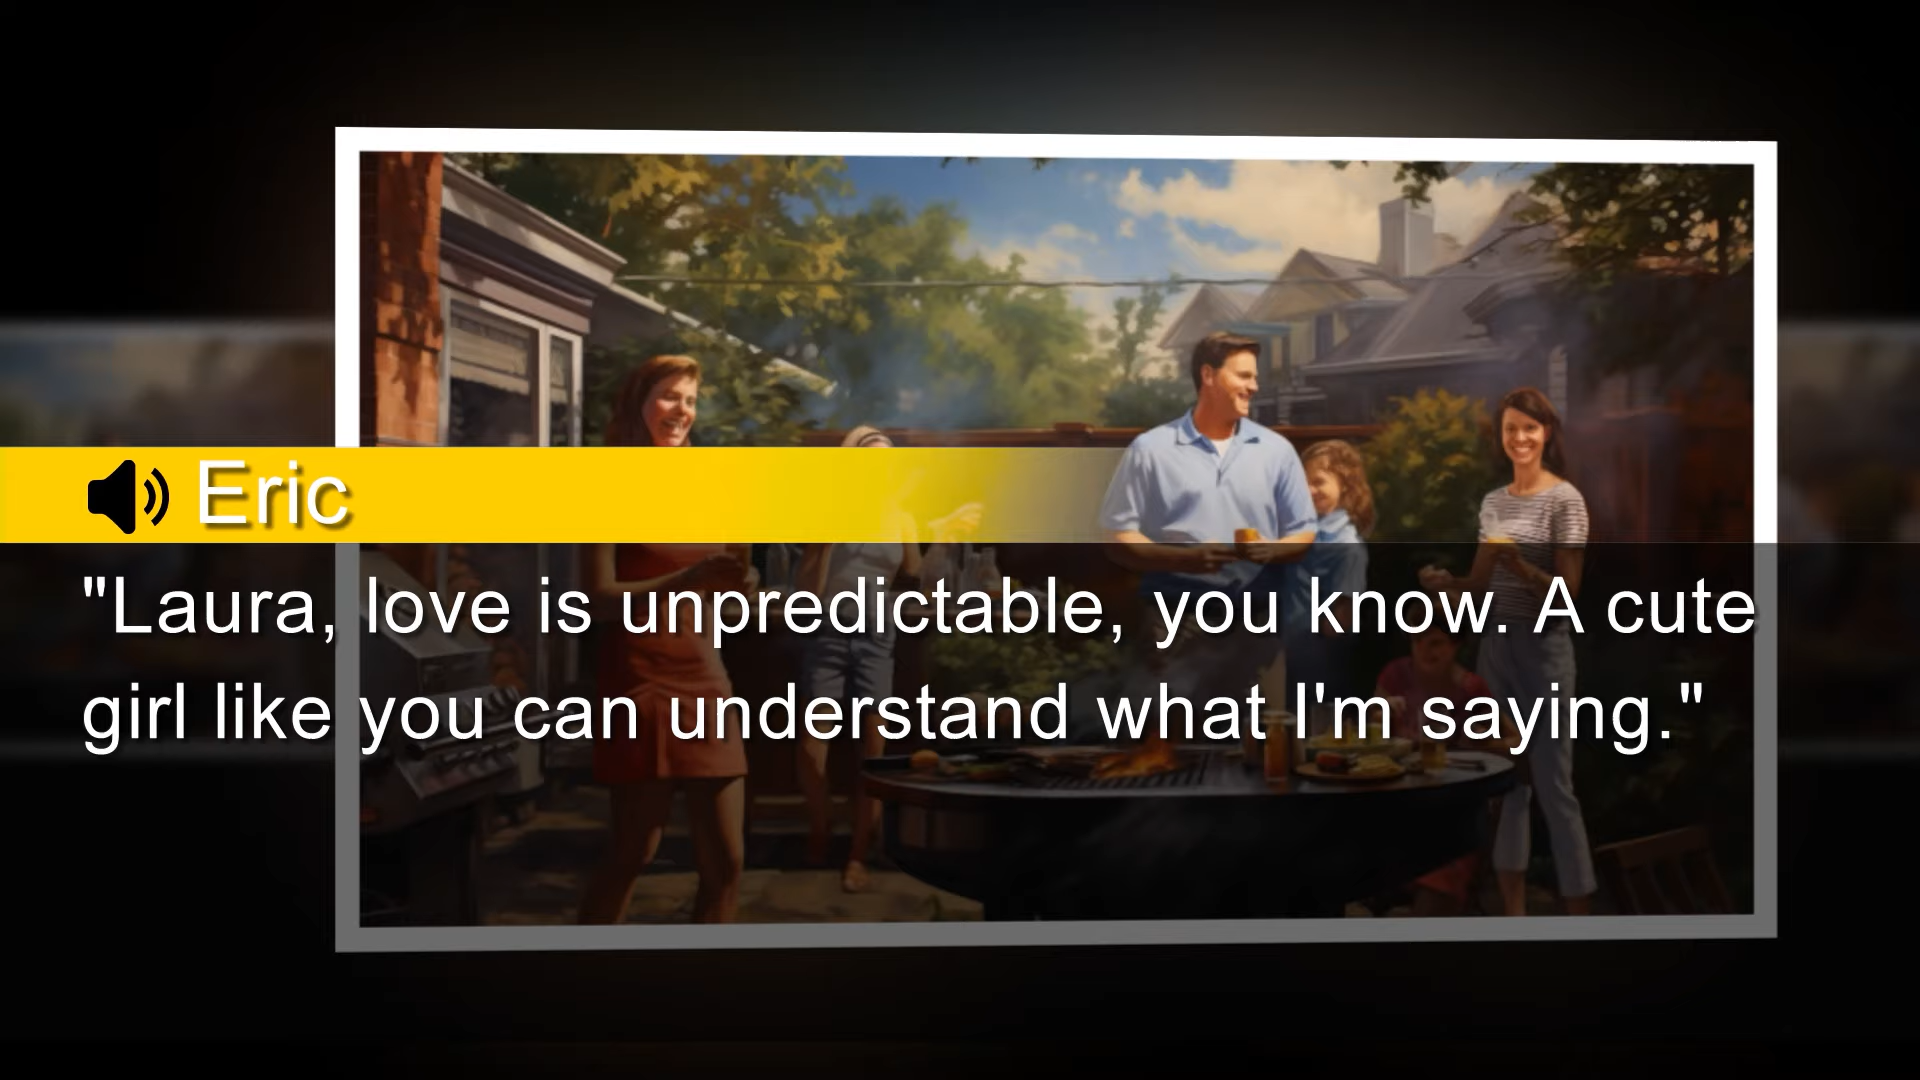 Eric
"Laura, love is unpredictable, you know. A cute
girl like you can understand what I'm saying."